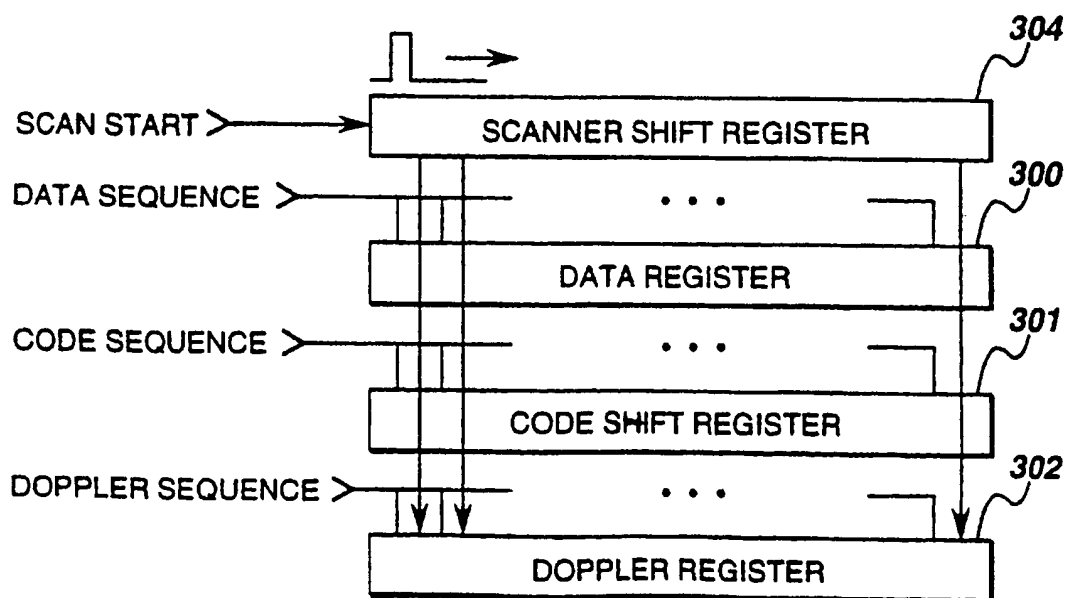 304
SCAN START
SCANNER SHIFT REGISTER
DATA SEQUENCE
300
DATA REGISTER
301
CODE SEQUENCE
CODE SHIFT REGISTER
302
DOPPLER SEQUENCE
DOPPLER REGISTER